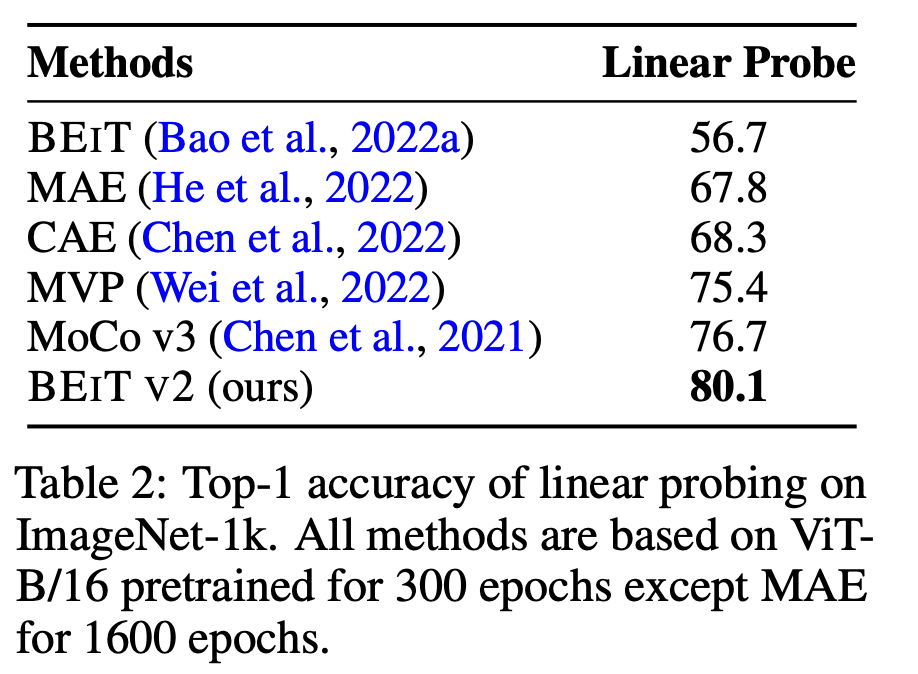 Methods Linear Probe
BEIT (Bao et al., 2022a) 56.7
MAE (He et al., 2022) 67.8
CAE (Chen et al., 2022) 68.3
MVP (Wei et al., 2022) 75.4
MoCo v3 (Chen et al., 2021) 76.7
BEIT V2 (ours) 80.1
Table 2: Top-1 accuracy of linear probing on
ImageNet-1k. All methods are based on ViT-
B/16 pretrained for 300 epochs except MAE
for 1600 epochs.